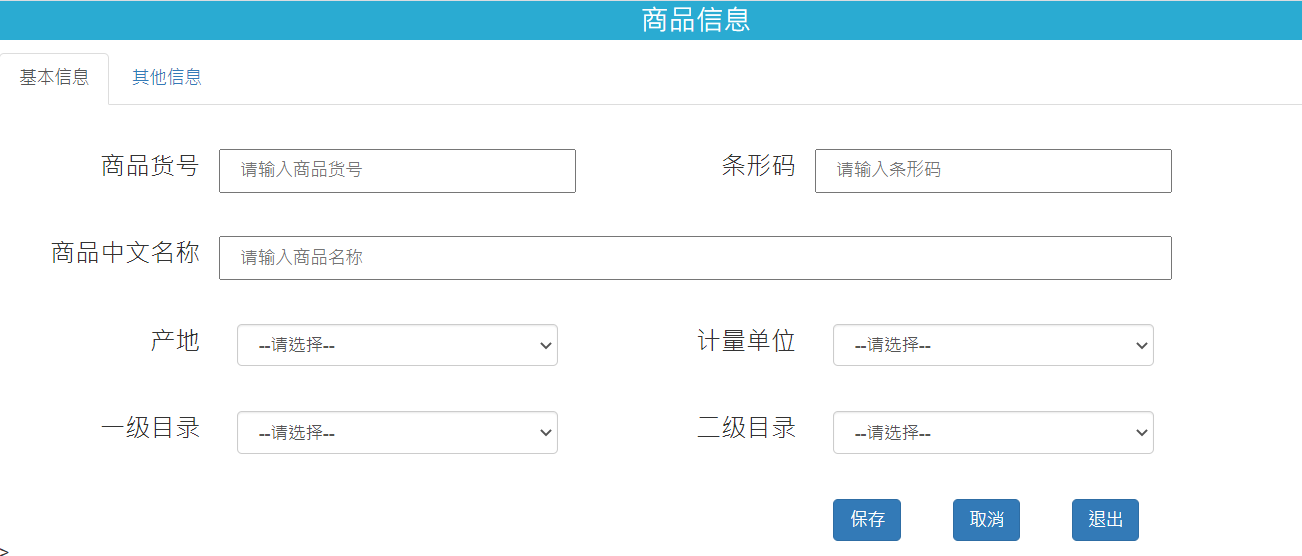 商品信息
基本信息 其他信息
商品货号 请输入商品货号 条形码 请输入条形码
商品中文名称 请输入商品名称
产地 --请选择-- 计量单位 --请选择--
一级目录 --请选择-- 二级目录 --请选择--
保存 取消 退出
>